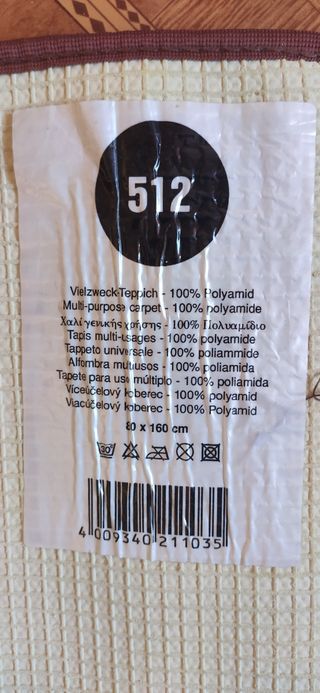 512
Vielzweck-Teppich - 100% Polyamid
Multi-purpose carpet - 100% polyamide
Χαλί γενικής χρήσης - 100% Πολυαμίδιο
Tapis multi-usages - 100% polyamide
Tappeto universale - 100% poliammide
Alfombra multiusos - 100% poliamida
Tapete para uso múltiplo - 100% poliamida
Víceúčelový koberec - 100% polyamid
Viacúčelový koberec - 100% Polyamid
80 x 160 cm
30°
4 009340 211035